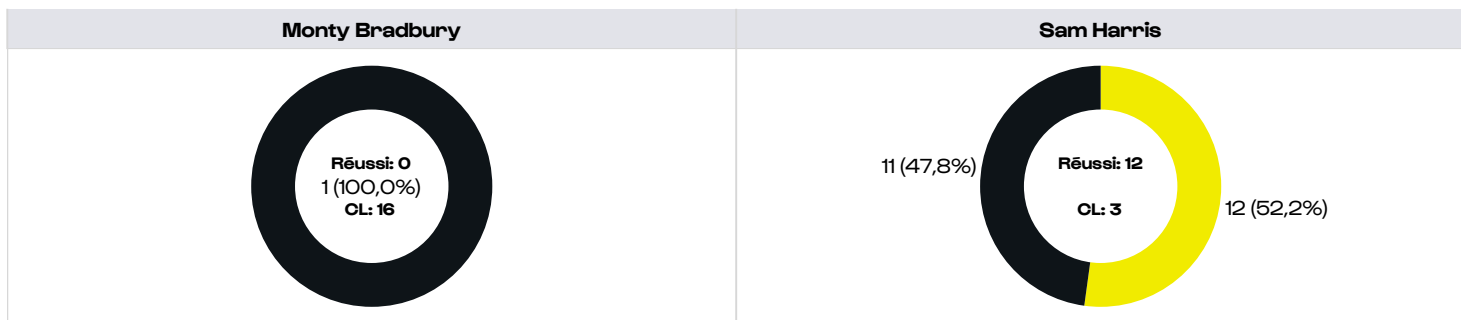 Monty Bradbury
Sam Harris
Réussi: 0
1 (100,0%)
CL: 16
11 (47,8%)
Réussi: 12
CL: 3
12 (52,2%)